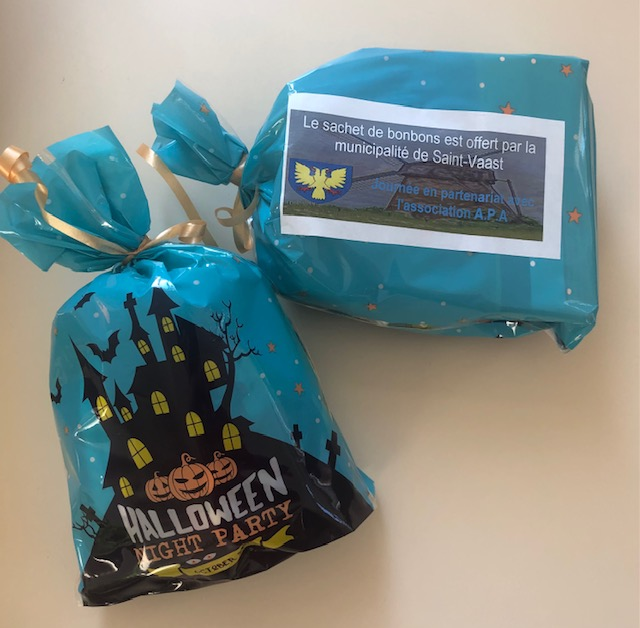 Le sachet de bonbons est offert par la
municipalité de Saint-Vaast
Journée en partenariat avec
l'association A.P.A
HALLOWEEN
NIGHT PARTY
OCTOBER